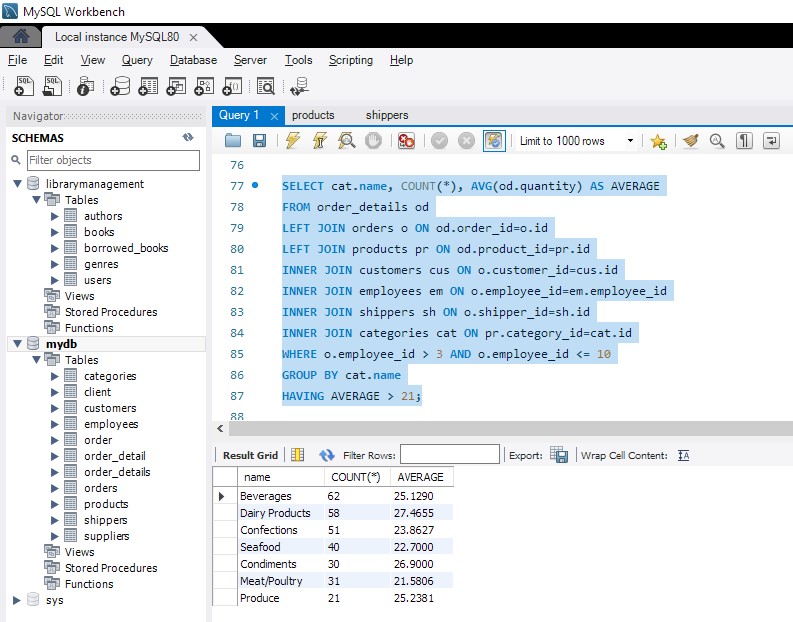 MySQL Workbench
Local instance MySQL80
File Edit View Query Database Server Tools Scripting Help
Navigator
SCHEMAS
Filter objects
librarymanagement
Tables
authors
books
borrowed_books
genres
users
Views
Stored Procedures
Functions
mydb
Tables
categories
client
customers
employees
order
order_detail
order_details
orders
products
shippers
suppliers
Views
Stored Procedures
Functions
sys
Query 1 products shippers
Limit to 1000 rows
76
77 SELECT cat.name, COUNT(*), AVG(od.quantity) AS AVERAGE
78 FROM order_details od
79 LEFT JOIN orders o ON od.order_id=o.id
80 LEFT JOIN products pr ON od.product_id=pr.id
81 INNER JOIN customers cus ON o.customer_id=cus.id
82 INNER JOIN employees em ON o.employee_id=em.employee_id
83 INNER JOIN shippers sh ON o.shipper_id=sh.id
84 INNER JOIN categories cat ON pr.category_id=cat.id
85 WHERE o.employee_id > 3 AND o.employee_id <= 10
86 GROUP BY cat.name
87 HAVING AVERAGE > 21;
88
Result Grid Filter Rows: Export: Wrap Cell Content:
name COUNT(*) AVERAGE
Beverages 62 25.1290
Dairy Products 58 27.4655
Confections 51 23.8627
Seafood 40 22.7000
Condiments 30 26.9000
Meat/Poultry 31 21.5806
Produce 21 25.2381